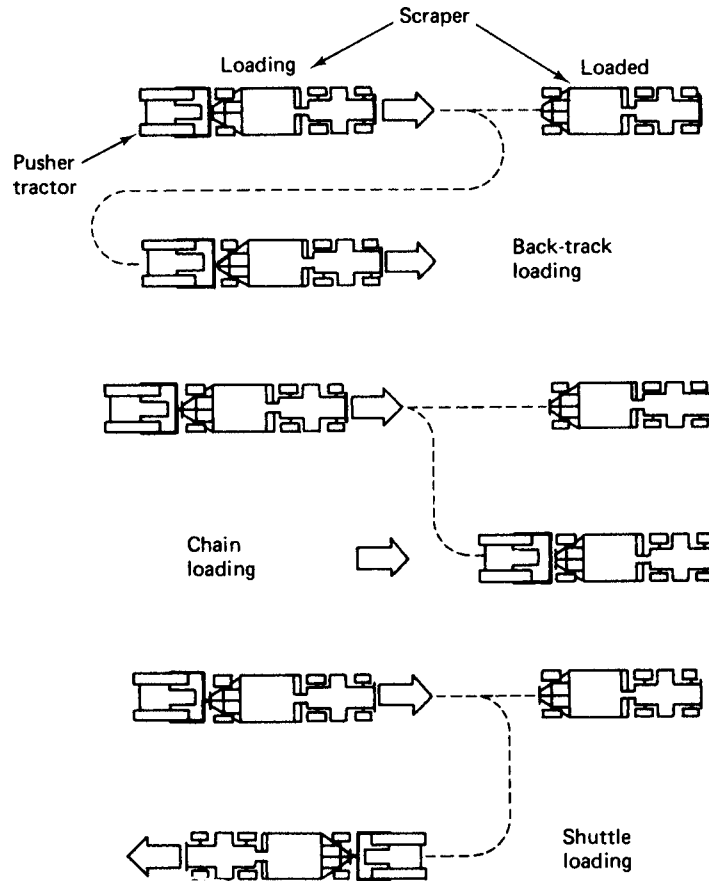 Scraper
Loading
Loaded
Pusher
tractor
Back-track
loading
Chain
loading
Shuttle
loading